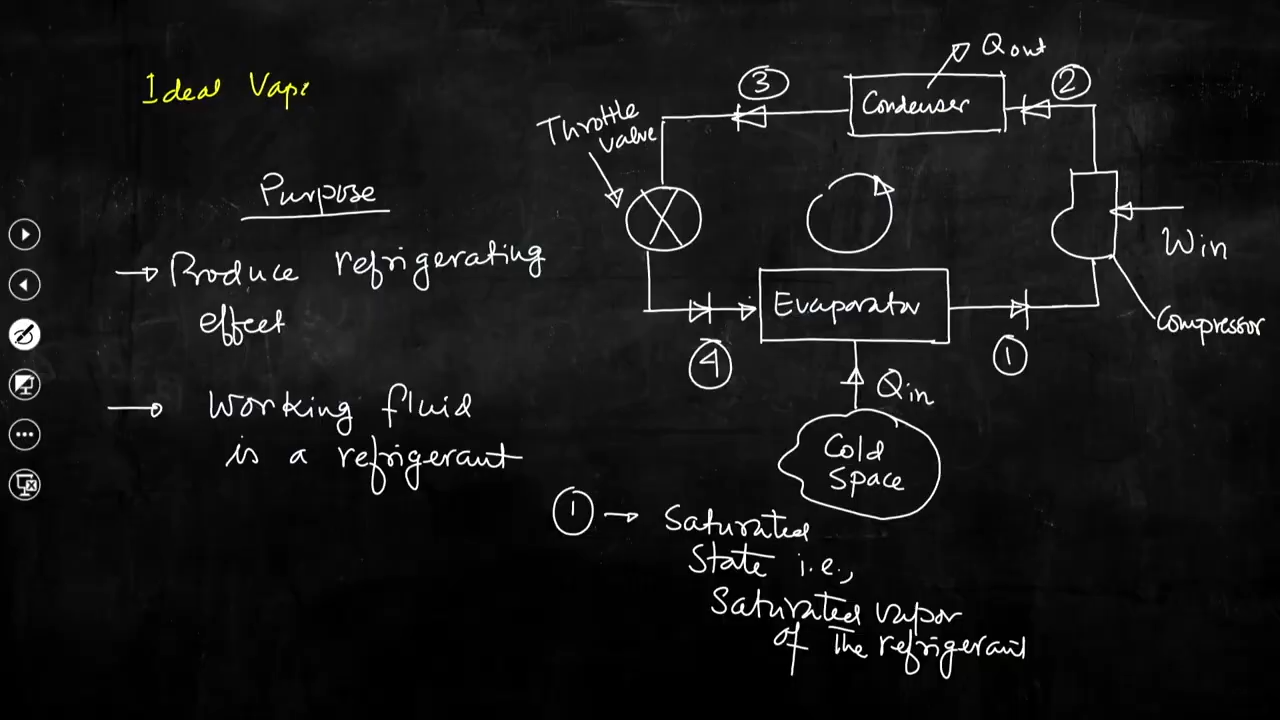 Ideal Vap
Purpose
→ Produce refrigerating
effect
→ Working fluid
is a refrigerant
Qout
3
2
Condenser
Throttle
valve
Win
Evaporator
Compressor
4
1
Qin
Cold
Space
1 → Saturated
State i.e.,
Saturated vapor
of the refrigerant